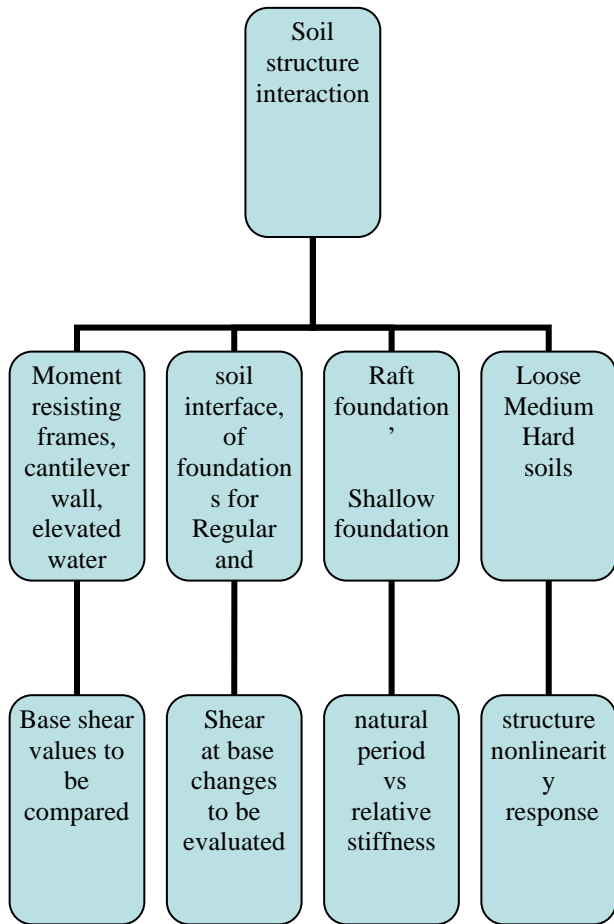 Soil
structure
interaction
Moment
resisting
frames,
cantilever
wall,
elevated
water
soil
interface,
of
foundation
s for
Regular
and
Raft
foundation
’
Shallow
foundation
Loose
Medium
Hard
soils
Base shear
values to
be
compared
Shear
at base
changes
to be
evaluated
natural
period
vs
relative
stiffness
structure
nonlinearit
y
response